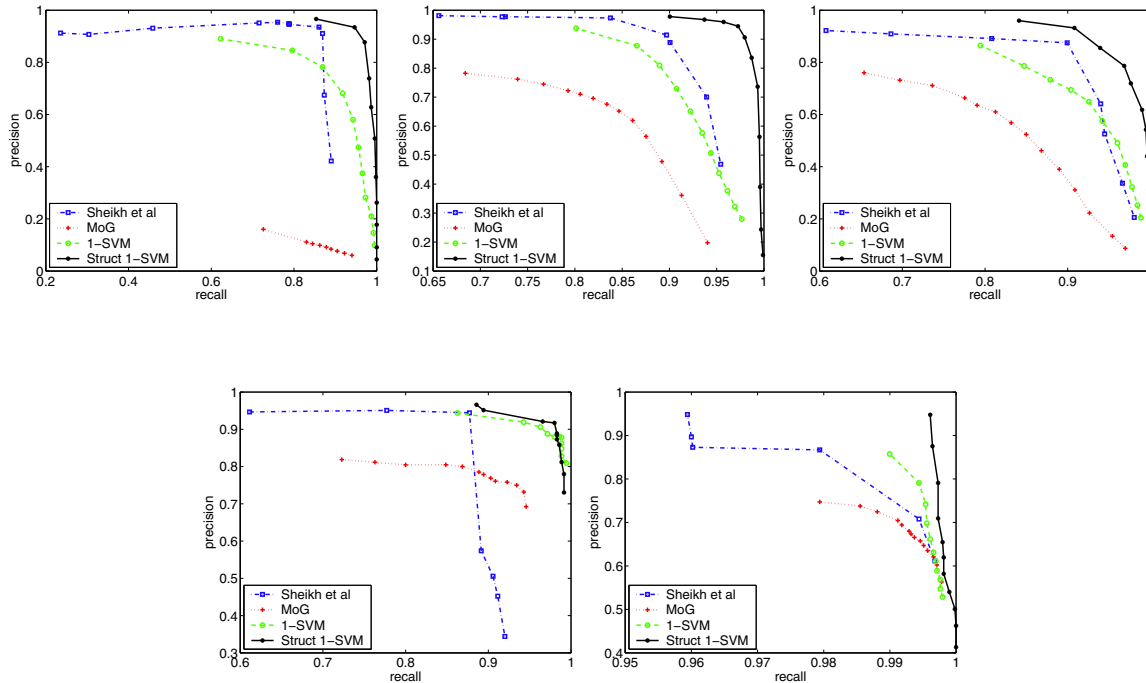 1
0.8
0.6
0.4
0.2
0
precision
0.2 0.4 0.6 0.8 1
recall
Sheikh et al
MoG
1−SVM
Struct 1−SVM
1
0.9
0.8
0.7
0.6
0.5
0.4
0.3
0.2
0.1
precision
0.65 0.7 0.75 0.8 0.85 0.9 0.95 1
recall
Sheikh et al
MoG
1−SVM
Struct 1−SVM
1
0.8
0.6
0.4
0.2
0
precision
0.6 0.7 0.8 0.9
recall
Sheikh et al
MoG
1−SVM
Struct 1−SVM
1
0.9
0.8
0.7
0.6
0.5
0.4
0.3
precision
0.6 0.7 0.8 0.9 1
recall
Sheikh et al
MoG
1−SVM
Struct 1−SVM
1
0.9
0.8
0.7
0.6
0.5
0.4
precision
0.95 0.96 0.97 0.98 0.99 1
recall
Sheikh et al
MoG
1−SVM
Struct 1−SVM